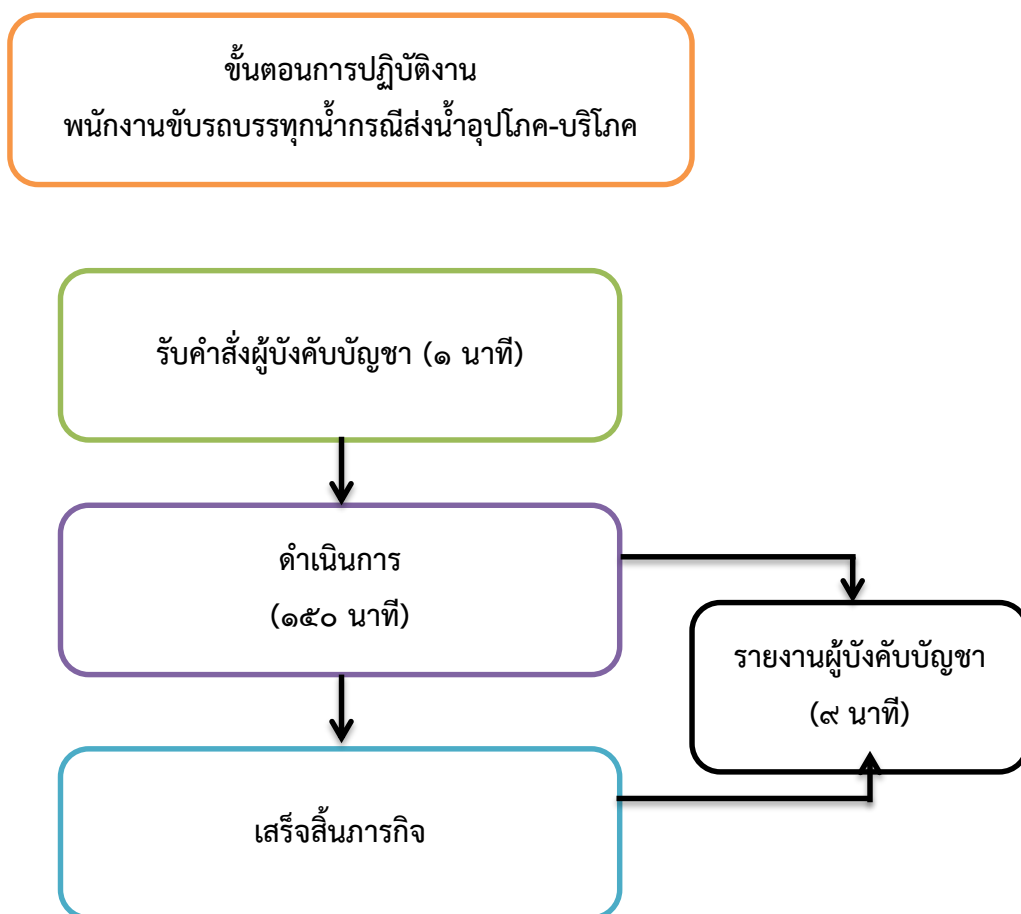 ขั้นตอนการปฏิบัติงาน
พนักงานขับรถบรรทุกน้ำกรณีส่งน้ำอุปโภค-บริโภค
รับคำสั่งผู้บังคับบัญชา (๑ นาที)
ดำเนินการ
(๑๕๐ นาที)
รายงานผู้บังคับบัญชา
(๙ นาที)
เสร็จสิ้นภารกิจ